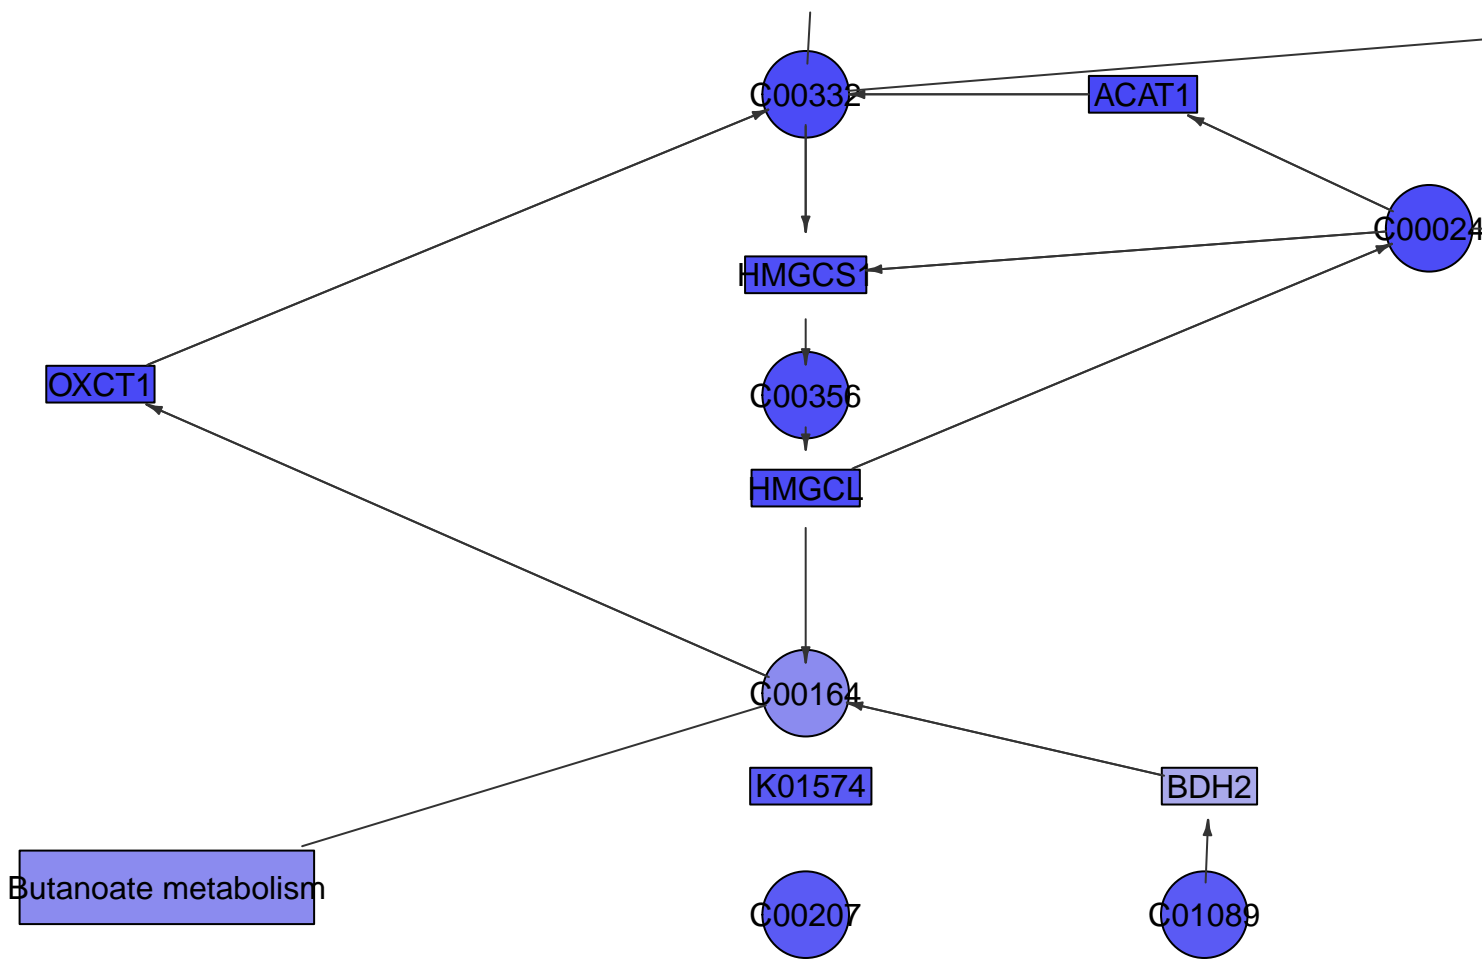 C00332
ACAT1
C00024
HMGCS1
OXCT1
C00356
HMGCL
C00164
K01574
BDH2
Butanoate metabolism
C00207
C01089